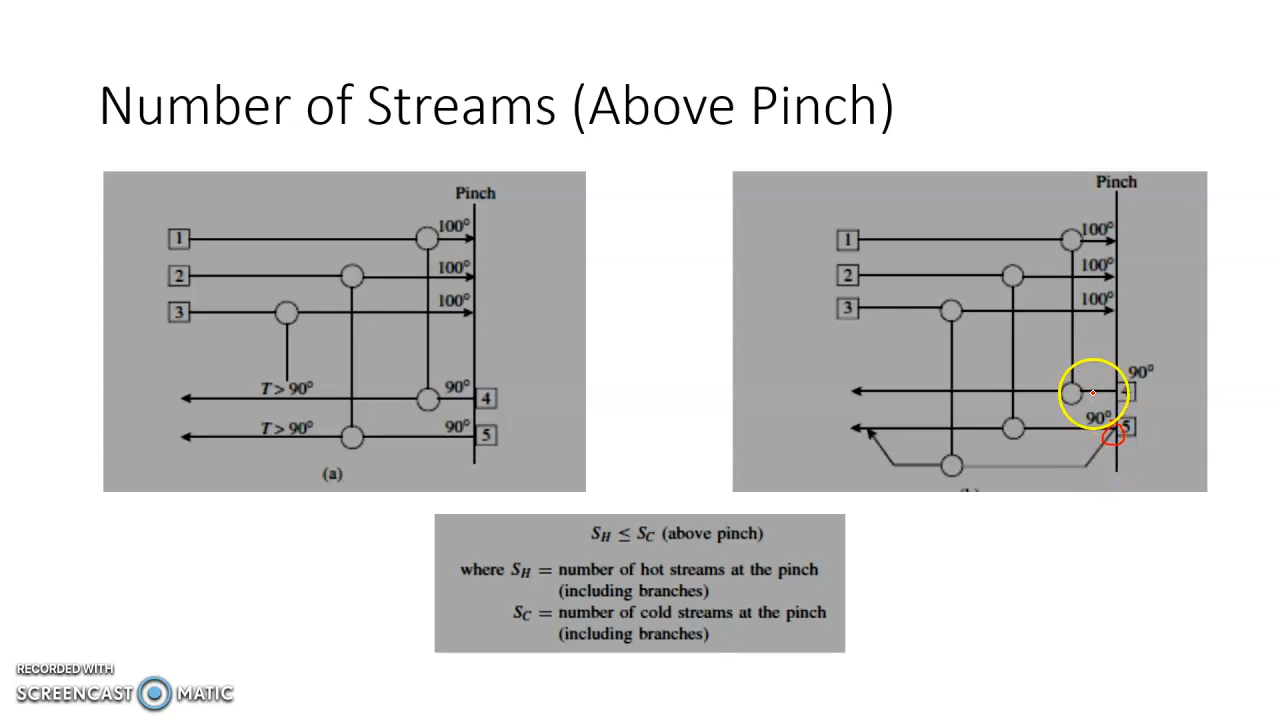 Number of Streams (Above Pinch)
Pinch
1 100°
2 100°
3 100°
T > 90° 90° 4
T > 90° 90° 5
(a)
Pinch
1 100°
2 100°
3 100°
90°
4
90° 5
S_H ≤ S_C (above pinch)
where S_H = number of hot streams at the pinch
(including branches)
S_C = number of cold streams at the pinch
(including branches)
RECORDED WITH
SCREENCAST MATIC